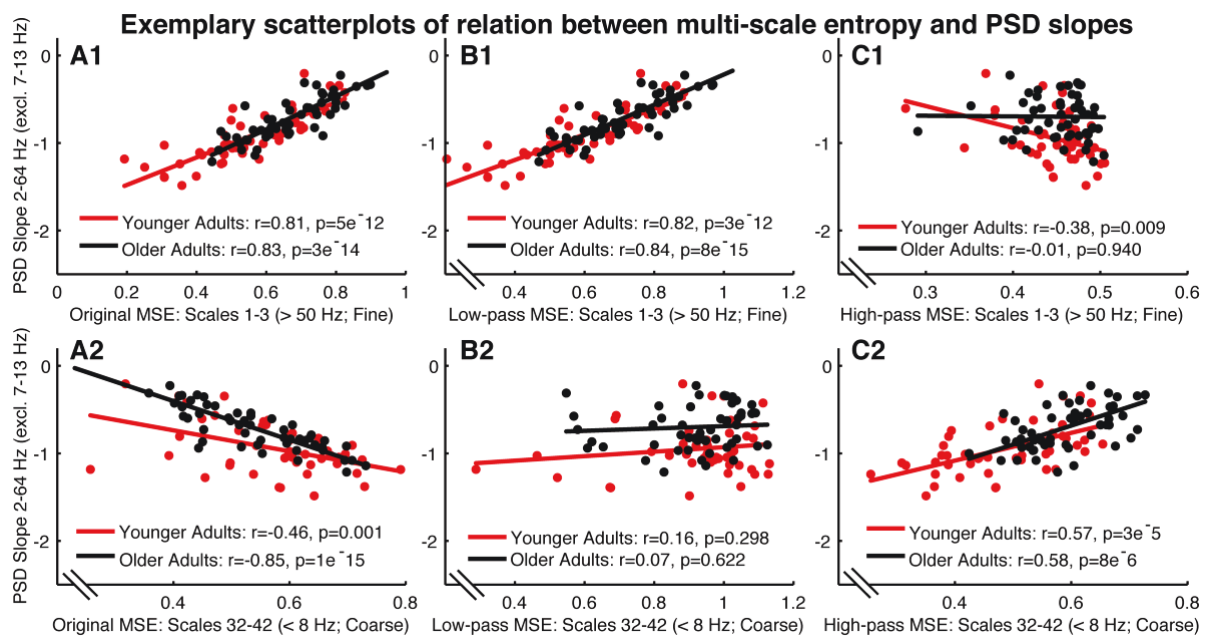 Exemplary scatterplots of relation between multi-scale entropy and PSD slopes
PSD Slope 2-64 Hz (excl. 7-13 Hz)
A1
0
-1
-2
Younger Adults: r=0.81, p=5e⁻12
Older Adults: r=0.83, p=3e⁻14
0 0.2 0.4 0.6 0.8 1
Original MSE: Scales 1-3 (> 50 Hz; Fine)
B1
0
-1
-2
Younger Adults: r=0.82, p=3e⁻12
Older Adults: r=0.84, p=8e⁻15
0.4 0.6 0.8 1 1.2
Low-pass MSE: Scales 1-3 (> 50 Hz; Fine)
C1
0
-1
-2
Younger Adults: r=-0.38, p=0.009
Older Adults: r=-0.01, p=0.940
0.3 0.4 0.5 0.6
High-pass MSE: Scales 1-3 (> 50 Hz; Fine)
PSD Slope 2-64 Hz (excl. 7-13 Hz)
A2
0
-1
-2
Younger Adults: r=-0.46, p=0.001
Older Adults: r=-0.85, p=1e⁻15
0.4 0.6 0.8
Original MSE: Scales 32-42 (< 8 Hz; Coarse)
B2
0
-1
-2
Younger Adults: r=0.16, p=0.298
Older Adults: r=0.07, p=0.622
0.4 0.6 0.8 1 1.2
Low-pass MSE: Scales 32-42 (< 8 Hz; Coarse)
C2
0
-1
-2
Younger Adults: r=0.57, p=3e⁻5
Older Adults: r=0.58, p=8e⁻6
0.4 0.6 0.8
High-pass MSE: Scales 32-42 (< 8 Hz; Coarse)